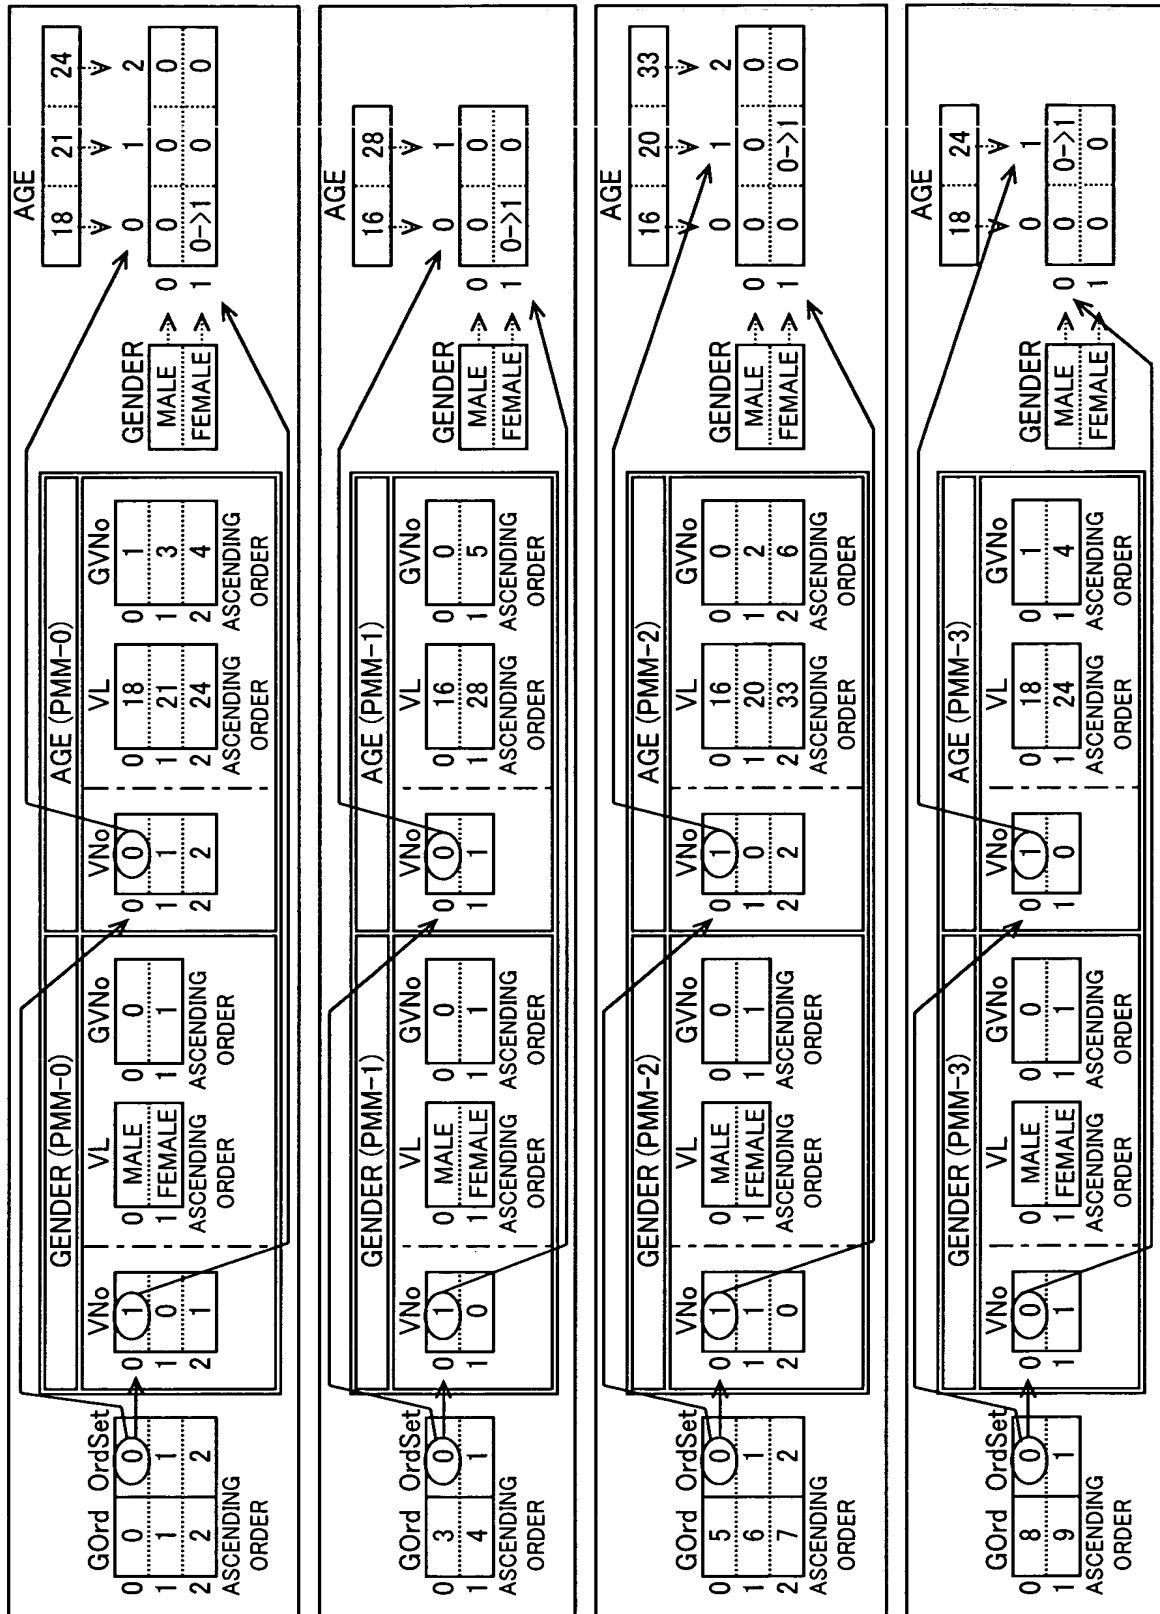 GENDER (PMM-0) AGE (PMM-0) AGE
GOrd OrdSet VNo VL GVNo VNo VL GVNo 18 21 24
0 0 0 0 1 0 MALE 0 0 0 0 0 18 0 1 GENDER 0 1 2
1 1 1 1 0 1 FEMALE 1 1 1 1 1 21 1 3 MALE 0 0 0 0
2 2 2 2 1 2 2 2 24 2 4 FEMALE 1 0->1 0 0
ASCENDING ORDER ASCENDING ORDER ASCENDING ORDER ASCENDING ORDER ASCENDING ORDER
GENDER (PMM-1) AGE (PMM-1) AGE
GOrd OrdSet VNo VL GVNo VNo VL GVNo 16 28
0 3 0 0 1 0 MALE 0 0 0 0 0 16 0 0 GENDER 0 1
1 4 1 1 0 1 FEMALE 1 1 1 1 1 28 1 5 MALE 0 0 0
FEMALE 1 0->1 0
ASCENDING ORDER ASCENDING ORDER ASCENDING ORDER ASCENDING ORDER ASCENDING ORDER
GENDER (PMM-2) AGE (PMM-2) AGE
GOrd OrdSet VNo VL GVNo VNo VL GVNo 16 20 33
0 5 0 0 1 0 MALE 0 0 0 1 0 16 0 0 GENDER 0 1 2
1 6 1 1 1 1 FEMALE 1 1 1 0 1 20 1 2 MALE 0 0 0 0
2 7 2 2 0 2 2 2 33 2 6 FEMALE 1 0 0->1 0
ASCENDING ORDER ASCENDING ORDER ASCENDING ORDER ASCENDING ORDER ASCENDING ORDER
GENDER (PMM-3) AGE (PMM-3) AGE
GOrd OrdSet VNo VL GVNo VNo VL GVNo 18 24
0 8 0 0 0 0 MALE 0 0 0 1 0 18 0 1 GENDER 0 1
1 9 1 1 1 1 FEMALE 1 1 1 0 1 24 1 4 MALE 0 0 0->1
FEMALE 1 0 0
ASCENDING ORDER ASCENDING ORDER ASCENDING ORDER ASCENDING ORDER ASCENDING ORDER